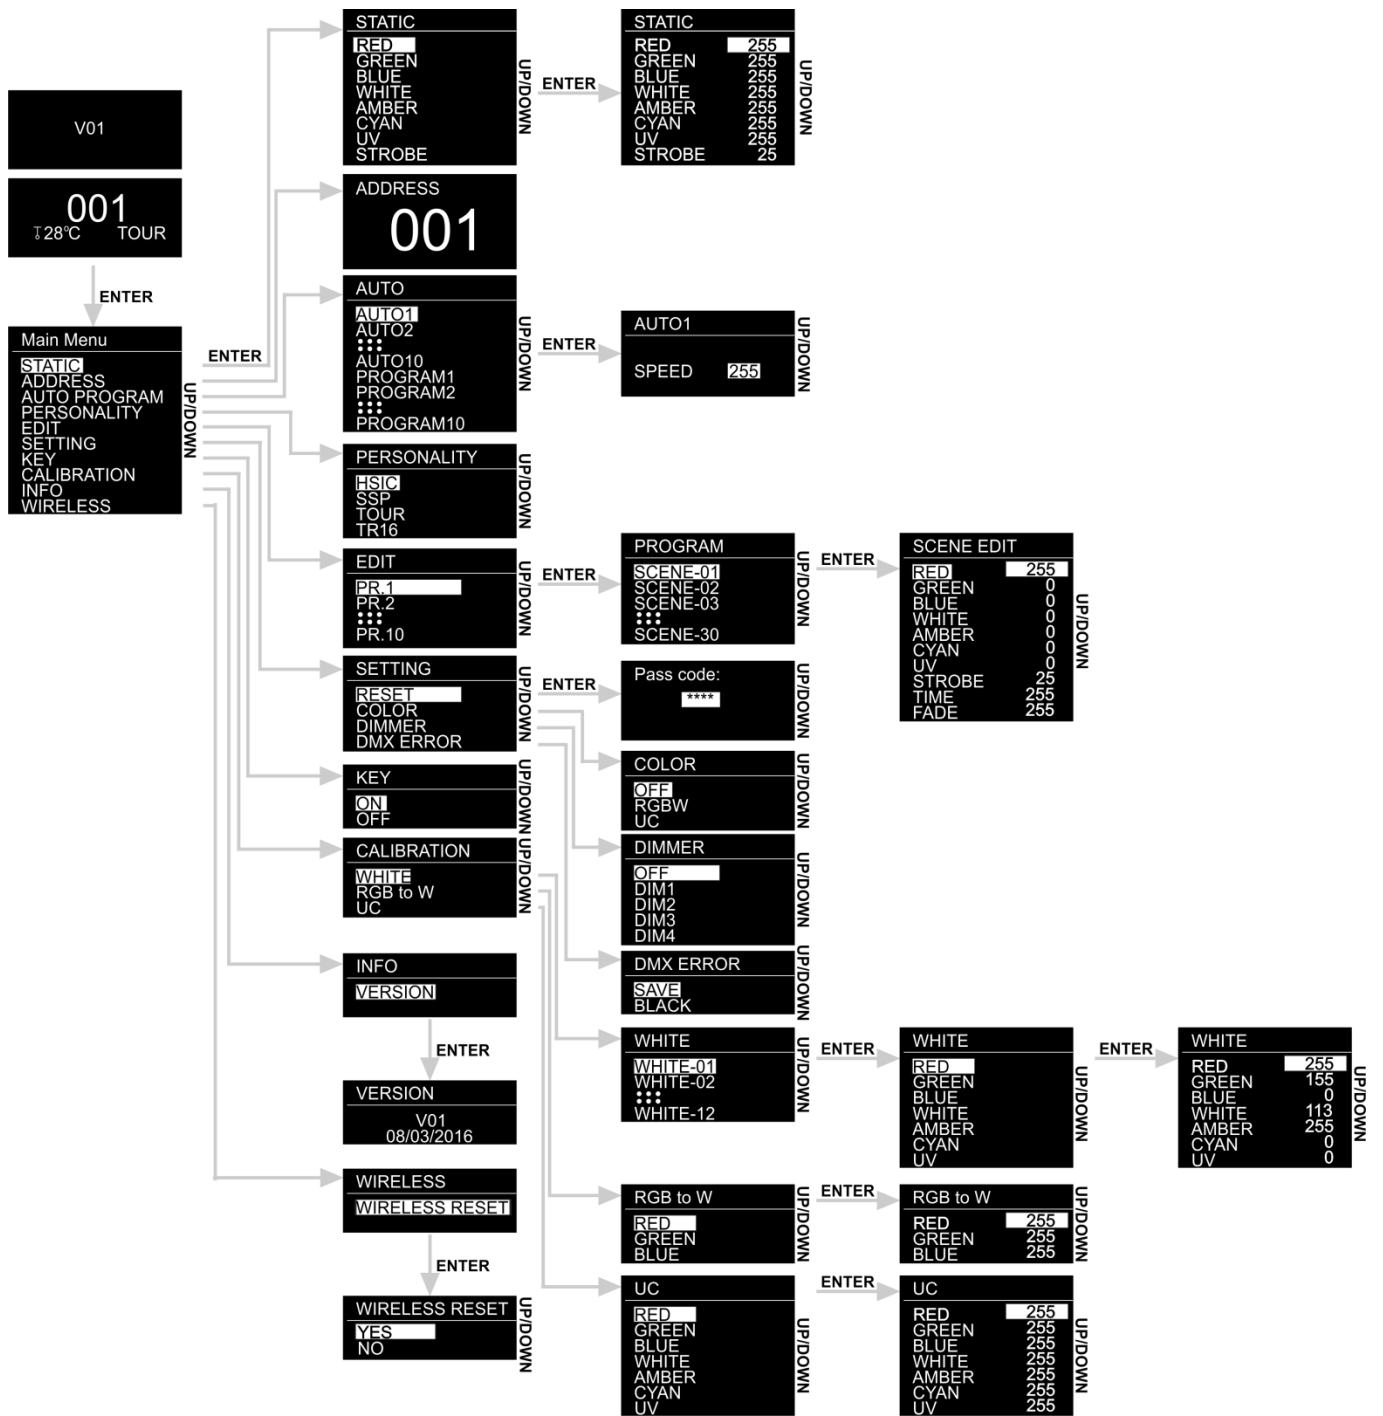 V01
001
28°C TOUR
ENTER
Main Menu
STATIC
ADDRESS
AUTO PROGRAM
PERSONALITY
EDIT
SETTING
KEY
CALIBRATION
INFO
WIRELESS
UP/DOWN
ENTER
STATIC
RED
GREEN
BLUE
WHITE
AMBER
CYAN
UV
STROBE
UP/DOWN
ENTER
STATIC
RED 255
GREEN 255
BLUE 255
WHITE 255
AMBER 255
CYAN 255
UV 255
STROBE 25
UP/DOWN
ADDRESS
001
AUTO
AUTO1
AUTO2
AUTO10
PROGRAM1
PROGRAM2
PROGRAM10
UP/DOWN
ENTER
AUTO1
SPEED 255
UP/DOWN
PERSONALITY
HSIC
SSP
TOUR
TR16
UP/DOWN
EDIT
PR.1
PR.2
PR.10
UP/DOWN
ENTER
PROGRAM
SCENE-01
SCENE-02
SCENE-03
SCENE-30
UP/DOWN
ENTER
SCENE EDIT
RED 255
GREEN 0
BLUE 0
WHITE 0
AMBER 0
CYAN 0
UV 0
STROBE 25
TIME 255
FADE 255
UP/DOWN
SETTING
RESET
COLOR
DIMMER
DMX ERROR
UP/DOWN
ENTER
Pass code:
****
UP/DOWN
COLOR
OFF
RGBW
UC
UP/DOWN
DIMMER
OFF
DIM1
DIM2
DIM3
DIM4
UP/DOWN
DMX ERROR
SAVE
BLACK
UP/DOWN
KEY
ON
OFF
UP/DOWN
CALIBRATION
WHITE
RGB to W
UC
UP/DOWN
WHITE
WHITE-01
WHITE-02
WHITE-12
UP/DOWN
ENTER
WHITE
RED
GREEN
BLUE
WHITE
AMBER
CYAN
UV
UP/DOWN
ENTER
WHITE
RED 255
GREEN 155
BLUE 0
WHITE 113
AMBER 255
CYAN 0
UV 0
UP/DOWN
RGB to W
RED
GREEN
BLUE
UP/DOWN
ENTER
RGB to W
RED 255
GREEN 255
BLUE 255
UP/DOWN
UC
RED
GREEN
BLUE
WHITE
AMBER
CYAN
UV
UP/DOWN
ENTER
UC
RED 255
GREEN 255
BLUE 255
WHITE 255
AMBER 255
CYAN 255
UV 255
UP/DOWN
INFO
VERSION
ENTER
VERSION
V01
08/03/2016
WIRELESS
WIRELESS RESET
ENTER
WIRELESS RESET
YES
NO
UP/DOWN